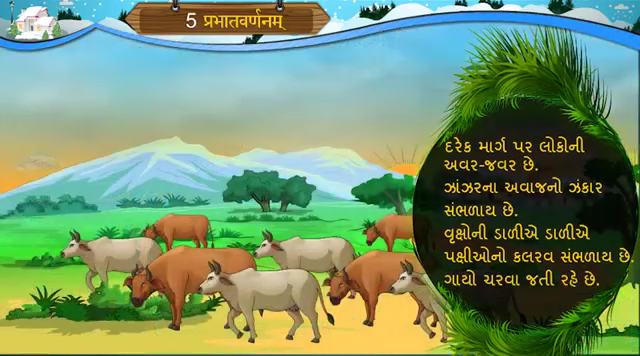 5 प्रभातवर्णनम्
દરેક માર્ગ પર લોકોની
અવર-જવર છે.
ઝાંઝરના અવાજનો ઝંકાર
સંભળાય છે.
વૃક્ષોની ડાળીએ ડાળીએ
પક્ષીઓનો કલરવ સંભળાય છે.
ગાયો ચરવા જતી રહે છે.